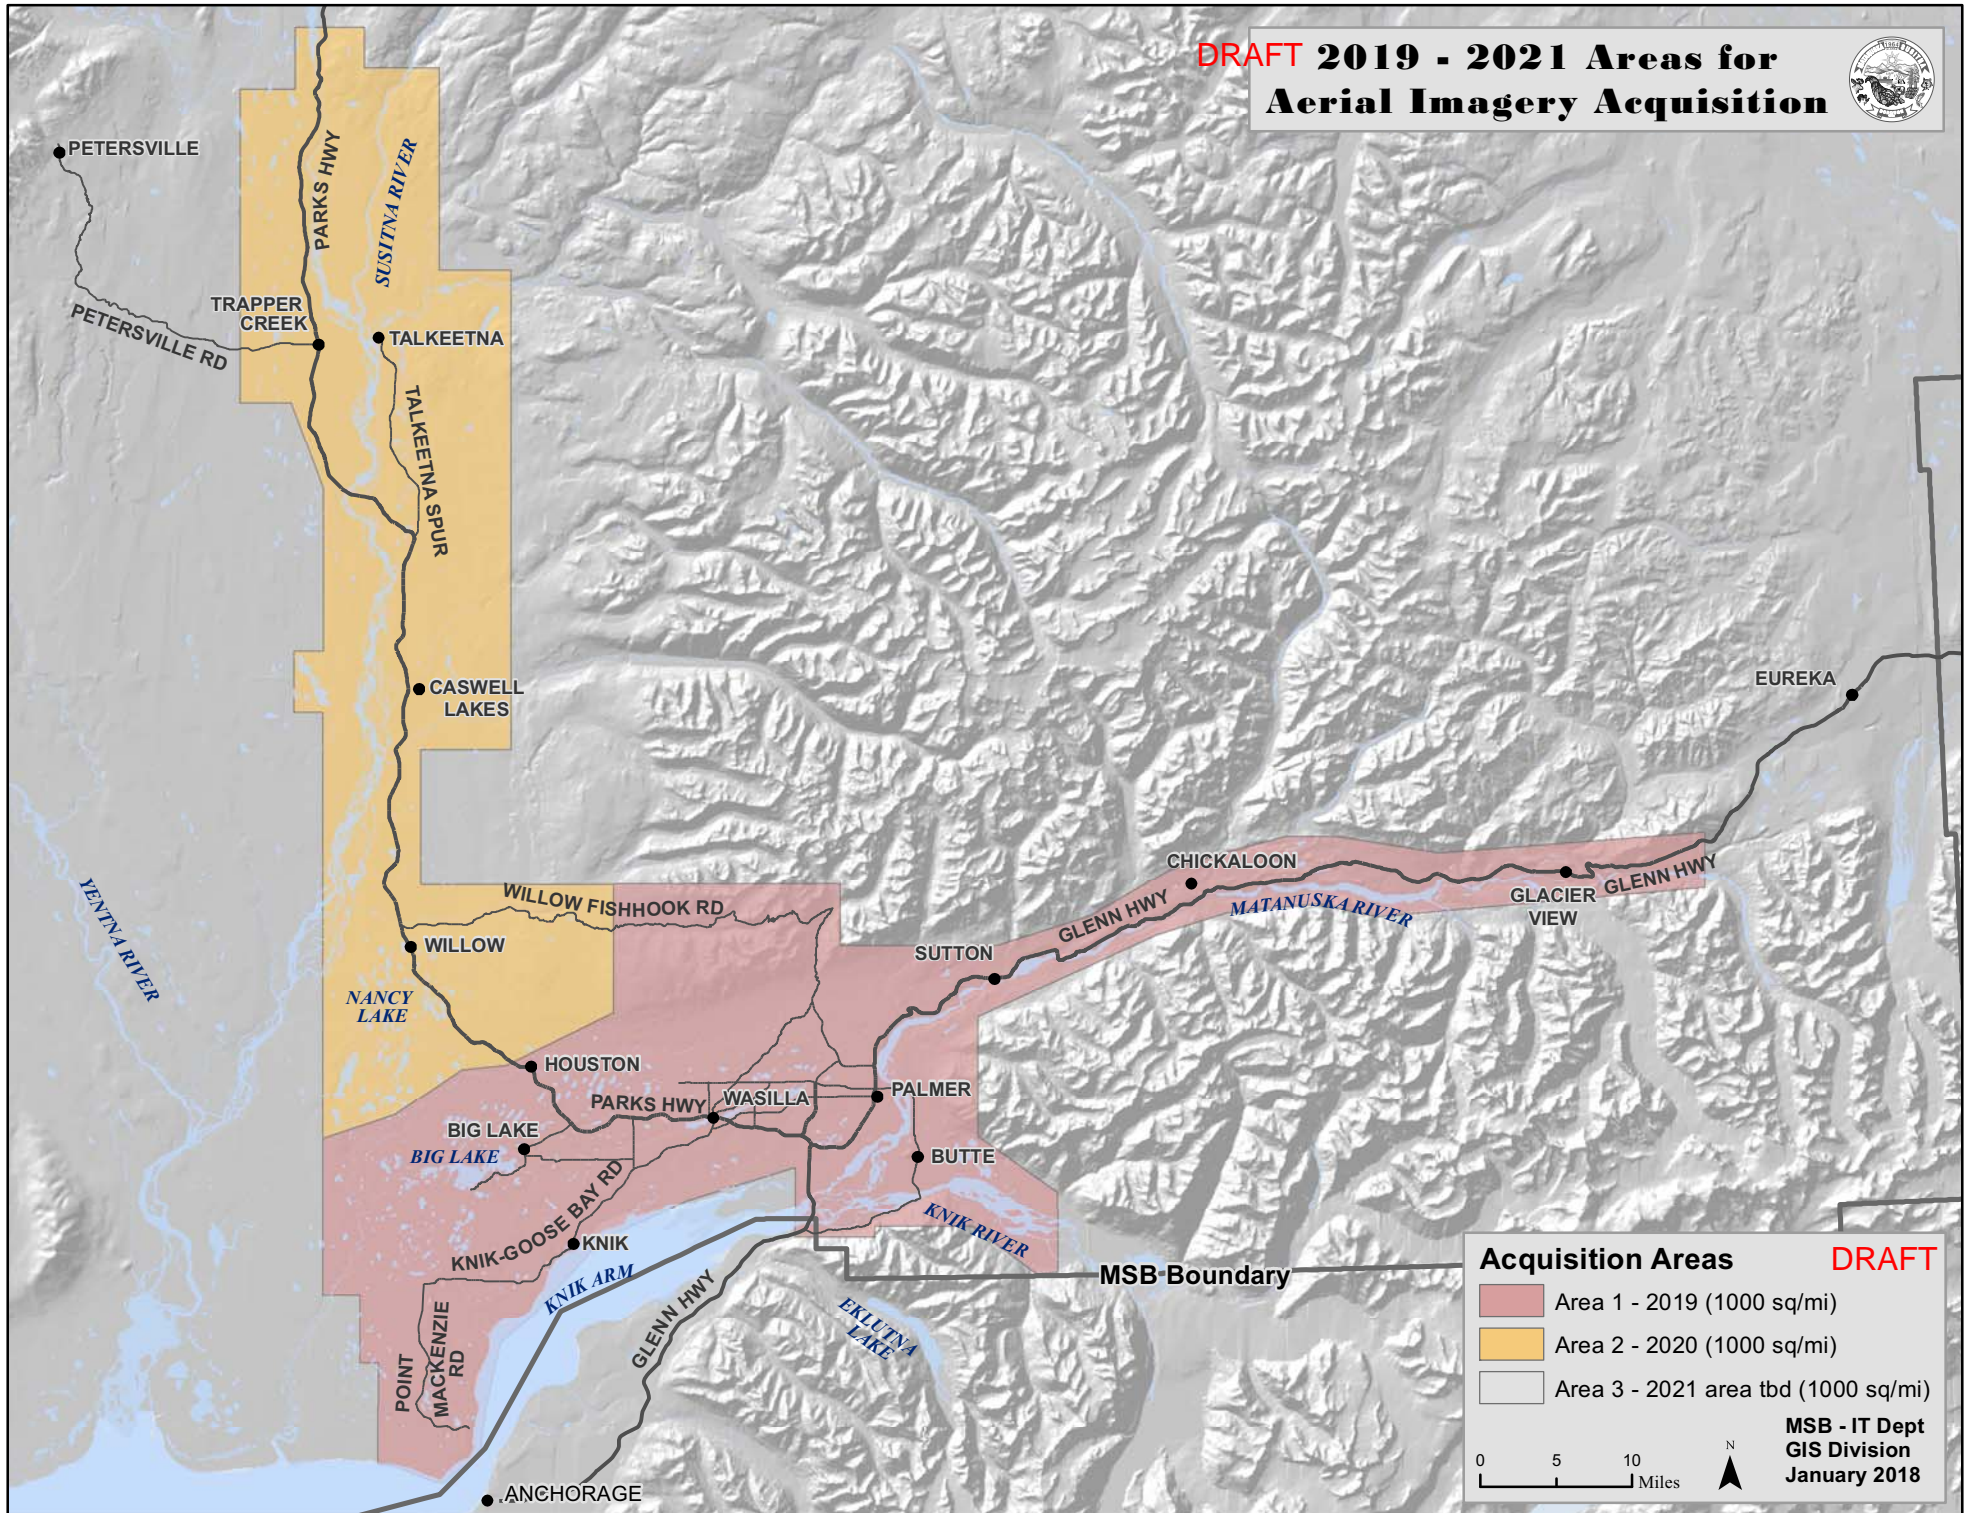 DRAFT 2019 - 2021 Areas for
Aerial Imagery Acquisition
PETERSVILLE
PARKS HWY
SUSITNA RIVER
TRAPPER
CREEK
PETERSVILLE RD
TALKEETNA
TALKEETNA SPUR
CASWELL
LAKES
EUREKA
YENTNA RIVER
WILLOW FISHHOOK RD
WILLOW
NANCY
LAKE
CHICKALOON
GLENN HWY
MATANUSKA RIVER
GLACIER
VIEW
GLENN HWY
SUTTON
HOUSTON
PARKS HWY
WASILLA
PALMER
BIG LAKE
BIG LAKE
BUTTE
KNIK-GOOSE BAY RD
KNIK
KNIK RIVER
KNIK ARM
MSB Boundary
GLENN HWY
EKLUTNA
LAKE
POINT
MACKENZIE
RD
ANCHORAGE
Acquisition Areas DRAFT
Area 1 - 2019 (1000 sq/mi)
Area 2 - 2020 (1000 sq/mi)
Area 3 - 2021 area tbd (1000 sq/mi)
0 5 10
Miles
N
MSB - IT Dept
GIS Division
January 2018